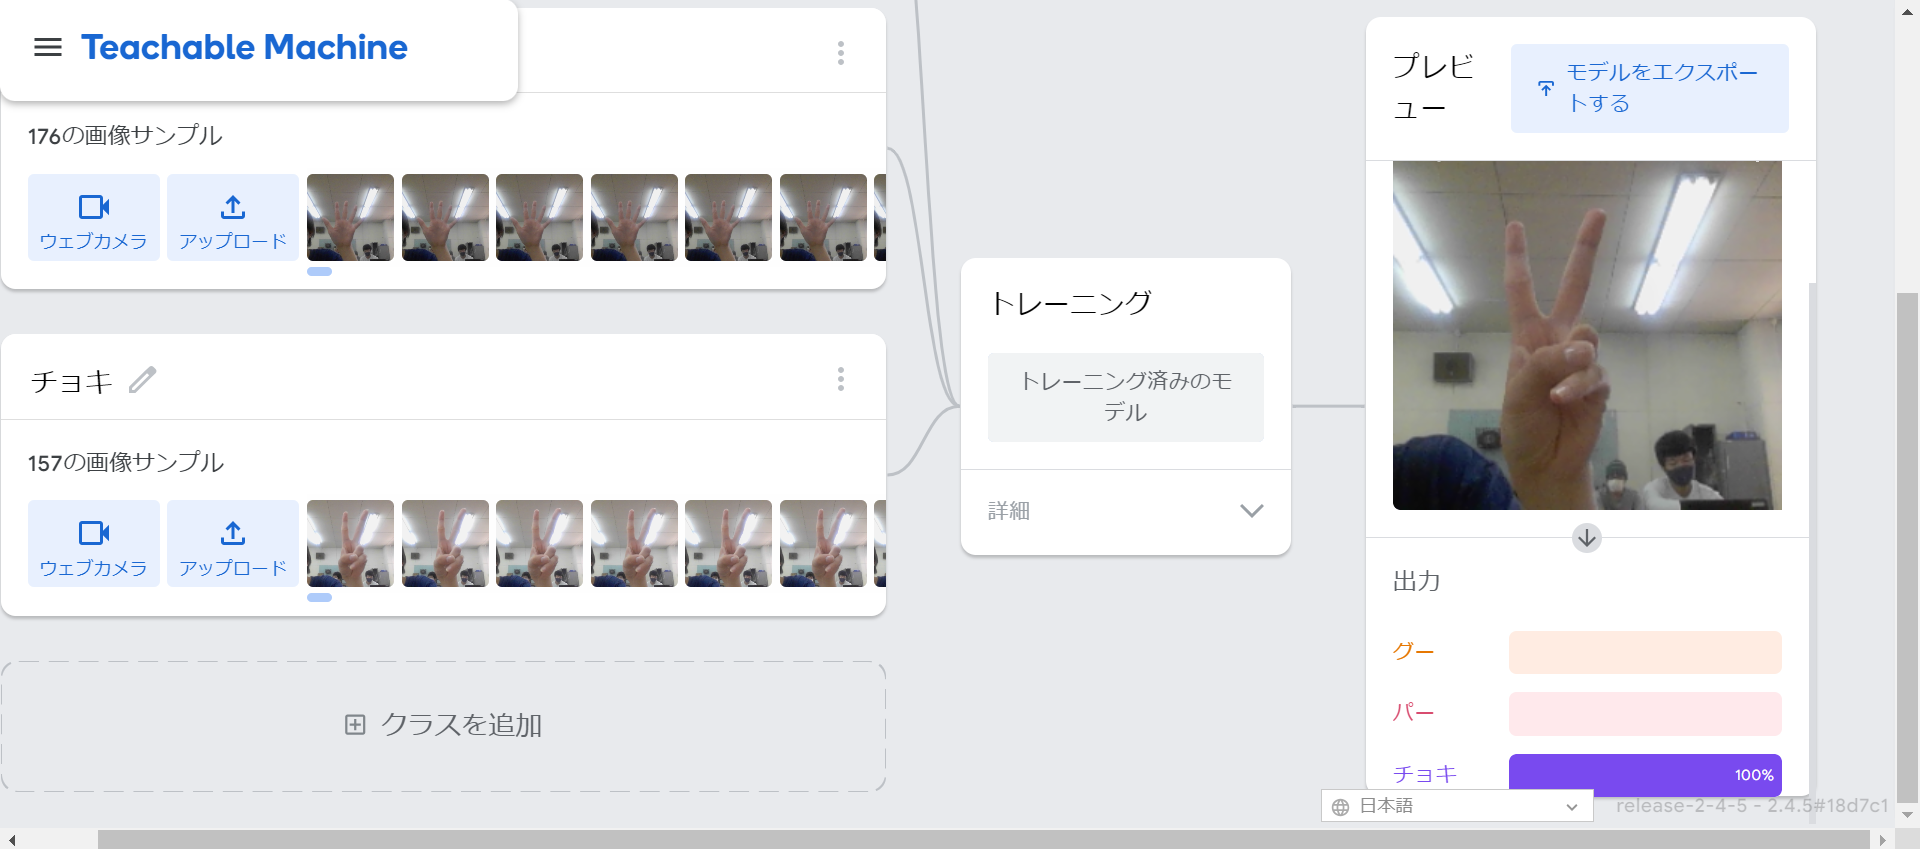 Teachable Machine
176の画像サンプル
ウェブカメラ
アップロード
チョキ
157の画像サンプル
ウェブカメラ
アップロード
クラスを追加
トレーニング
トレーニング済みのモ
デル
詳細
プレビ
ュー
モデルをエクスポー
トする
出力
グー
パー
チョキ
100%
日本語
release-2-4-5 - 2.4.5#18d7c1